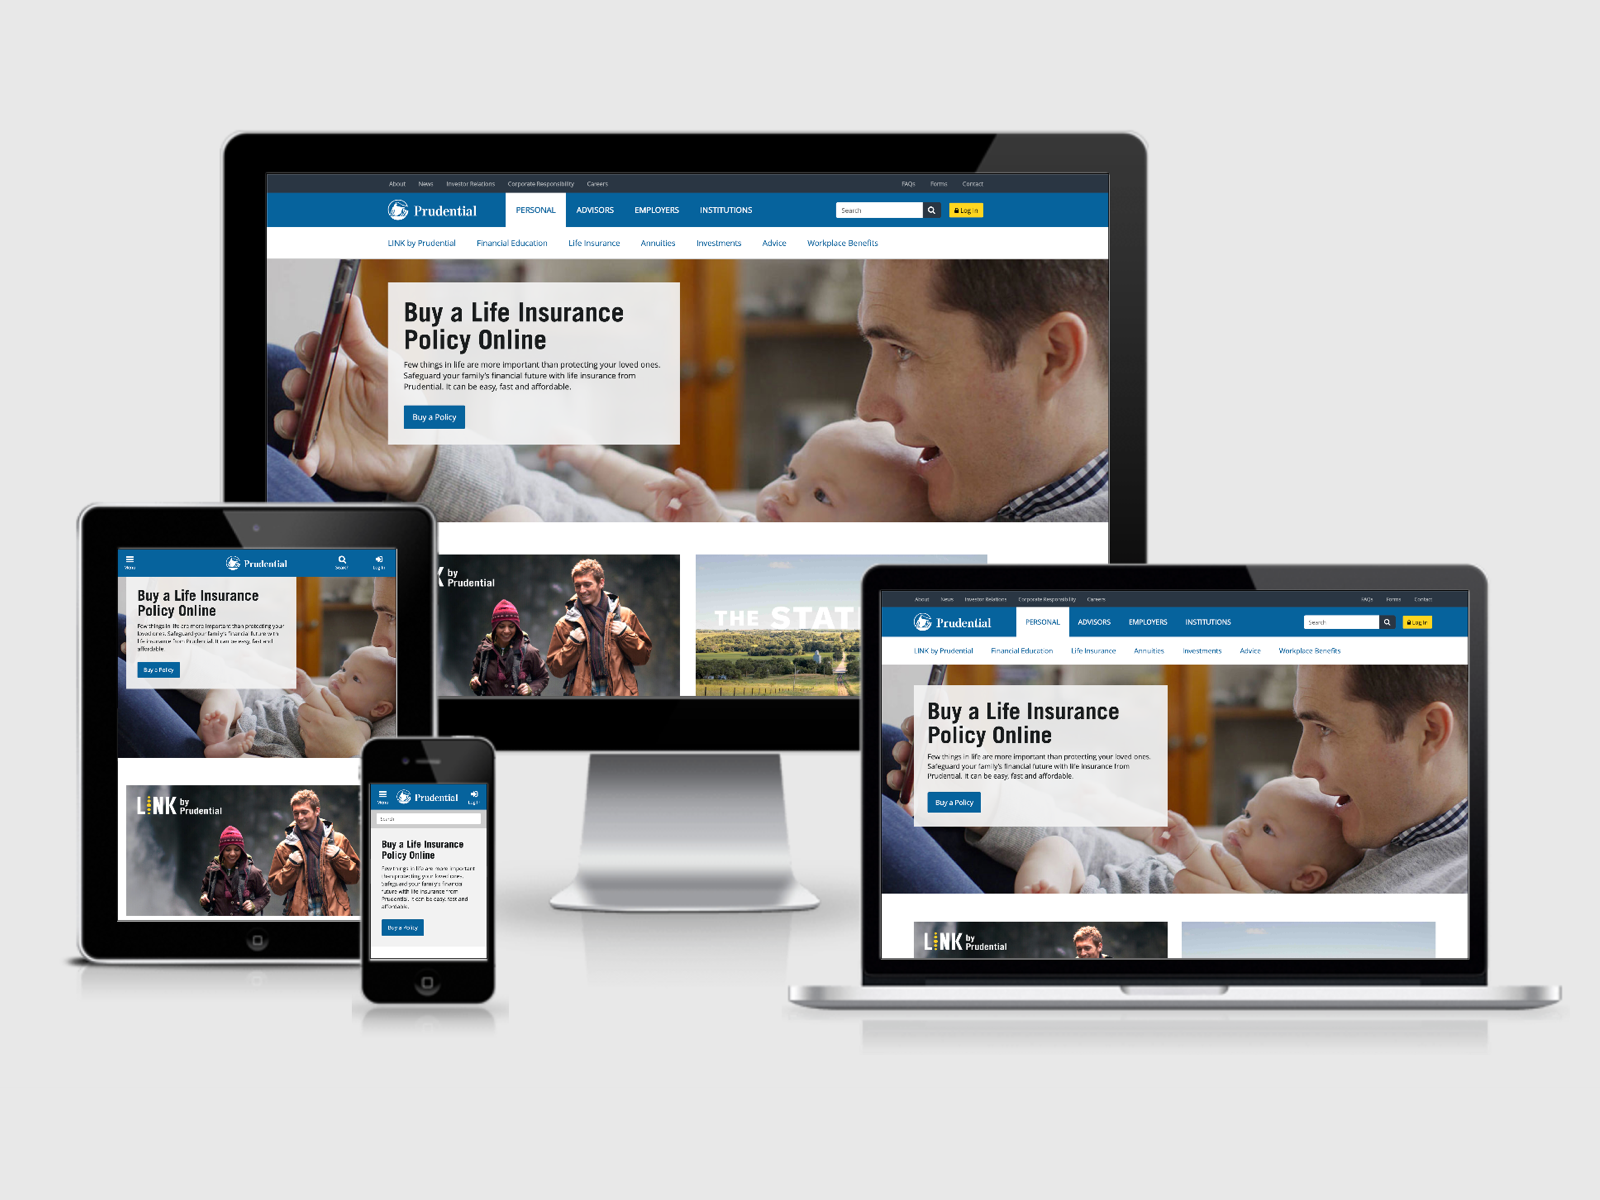 About News Investor Relations Corporate Responsibility Careers FAQs Forms Contact
Prudential PERSONAL ADVISORS EMPLOYERS INSTITUTIONS Search Log In
LINK by Prudential Financial Education Life Insurance Annuities Investments Advice Workplace Benefits
Buy a Life Insurance
Policy Online
Few things in life are more important than protecting your loved ones.
Safeguard your family's financial future with life insurance from
Prudential. It can be easy, fast and affordable.
Buy a Policy
by
Prudential
THE STAT
Menu Prudential Search Log In
Buy a Life Insurance
Policy Online
Few things in life are more important than protecting your
loved ones. Safeguard your family's financial future with
life insurance from Prudential. It can be easy, fast and
affordable.
Buy a Policy
LINK by
Prudential
Menu Prudential Log In
Search
Buy a Life Insurance
Policy Online
Few things in life are more important
than protecting your loved ones.
Safeguard your family's financial
future with life insurance from
Prudential. It can be easy, fast and
affordable.
Buy a Policy
About News Investor Relations Corporate Responsibility Careers FAQs Forms Contact
Prudential PERSONAL ADVISORS EMPLOYERS INSTITUTIONS Search Log In
LINK by Prudential Financial Education Life Insurance Annuities Investments Advice Workplace Benefits
Buy a Life Insurance
Policy Online
Few things in life are more important than protecting your loved ones.
Safeguard your family's financial future with life insurance from
Prudential. It can be easy, fast and affordable.
Buy a Policy
LINK by
Prudential